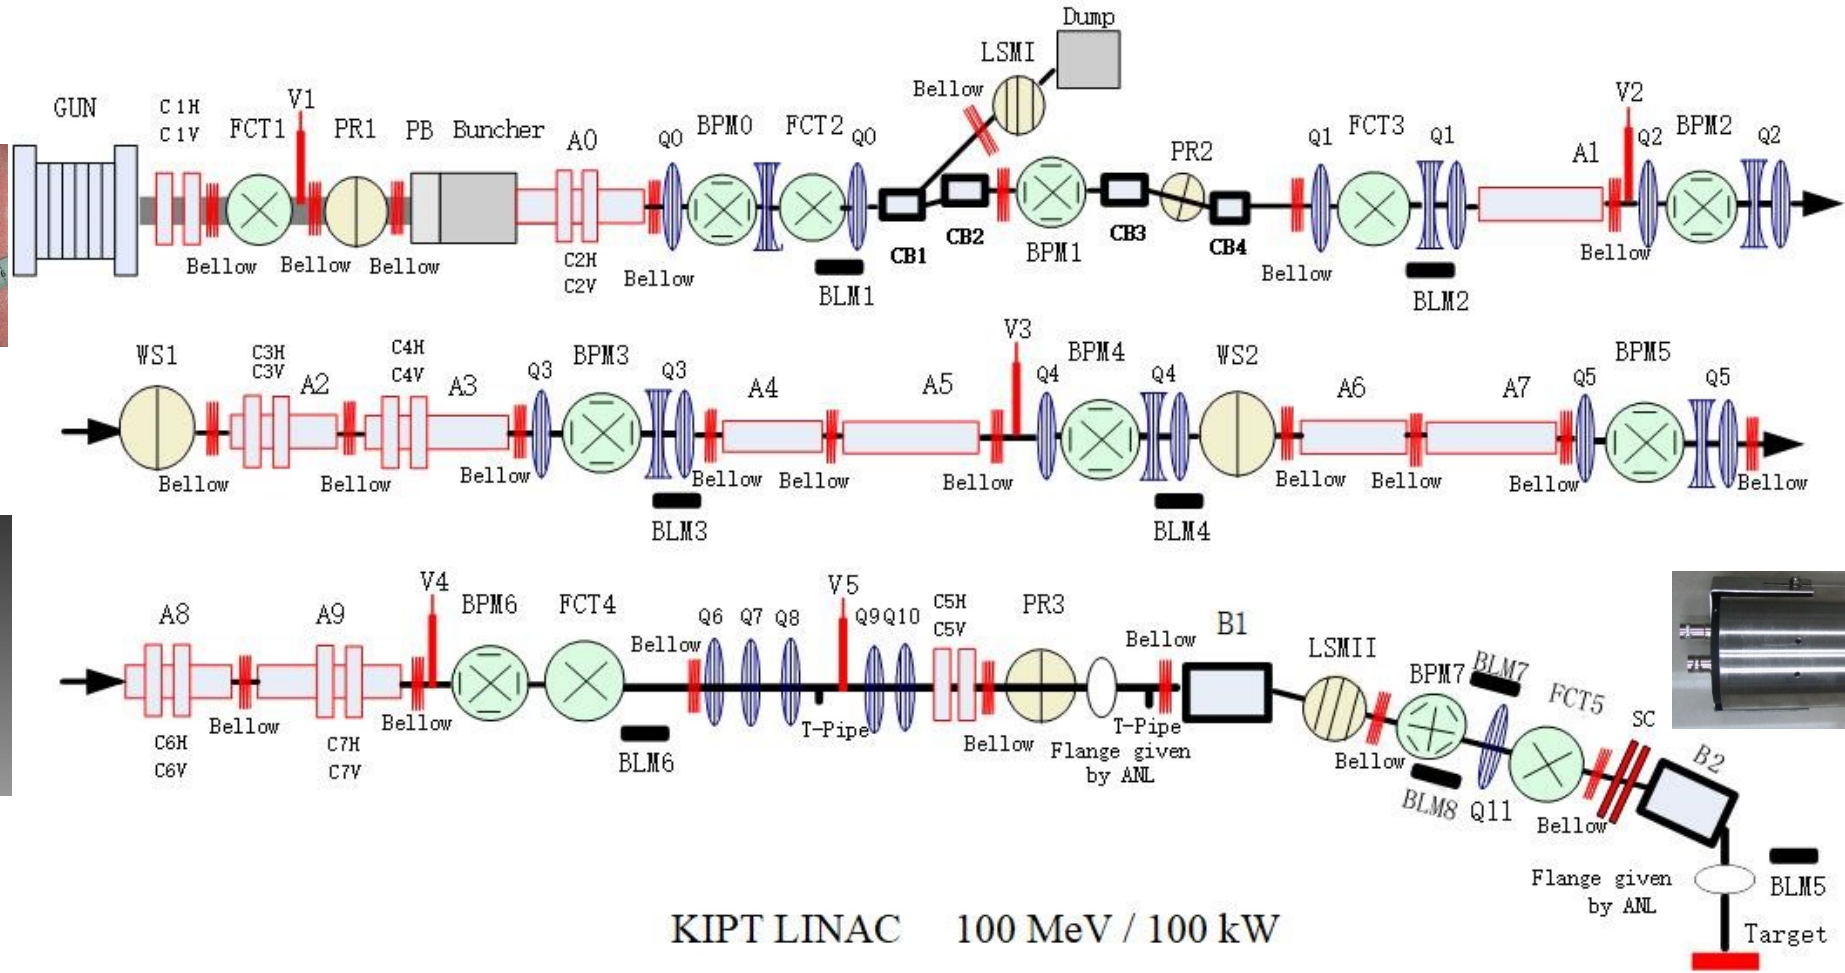 Dump
LSMI
Bellow
GUN
C1H
C1V
FCT1
V1
PR1
PB
Buncher
A0
Q0
BPM0
FCT2
Q0
PR2
Q1
FCT3
Q1
A1
V2
Q2
BPM2
Q2
Bellow
Bellow
Bellow
C2H
C2V
Bellow
BLM1
CB1
CB2
BPM1
CB3
CB4
Bellow
BLM2
Bellow
WS1
C3H
C3V
A2
C4H
C4V
A3
Q3
BPM3
Q3
A4
A5
V3
Q4
BPM4
Q4
WS2
A6
A7
Q5
BPM5
Q5
Bellow
Bellow
Bellow
BLM3
Bellow
Bellow
Bellow
BLM4
Bellow
Bellow
Bellow
Bellow
A8
A9
V4
BPM6
FCT4
Bellow
Q6
Q7
Q8
V5
Q9
Q10
C5H
C5V
PR3
Bellow
B1
LSMII
BPM7
BLM7
FCT5
SC
B2
C6H
C6V
Bellow
C7H
C7V
Bellow
BLM6
T-Pipe
Bellow
T-Pipe
Flange given
by ANL
Bellow
BLM8
Q11
Bellow
Flange given
by ANL
BLM5
Target
KIPT LINAC 100 MeV / 100 kW